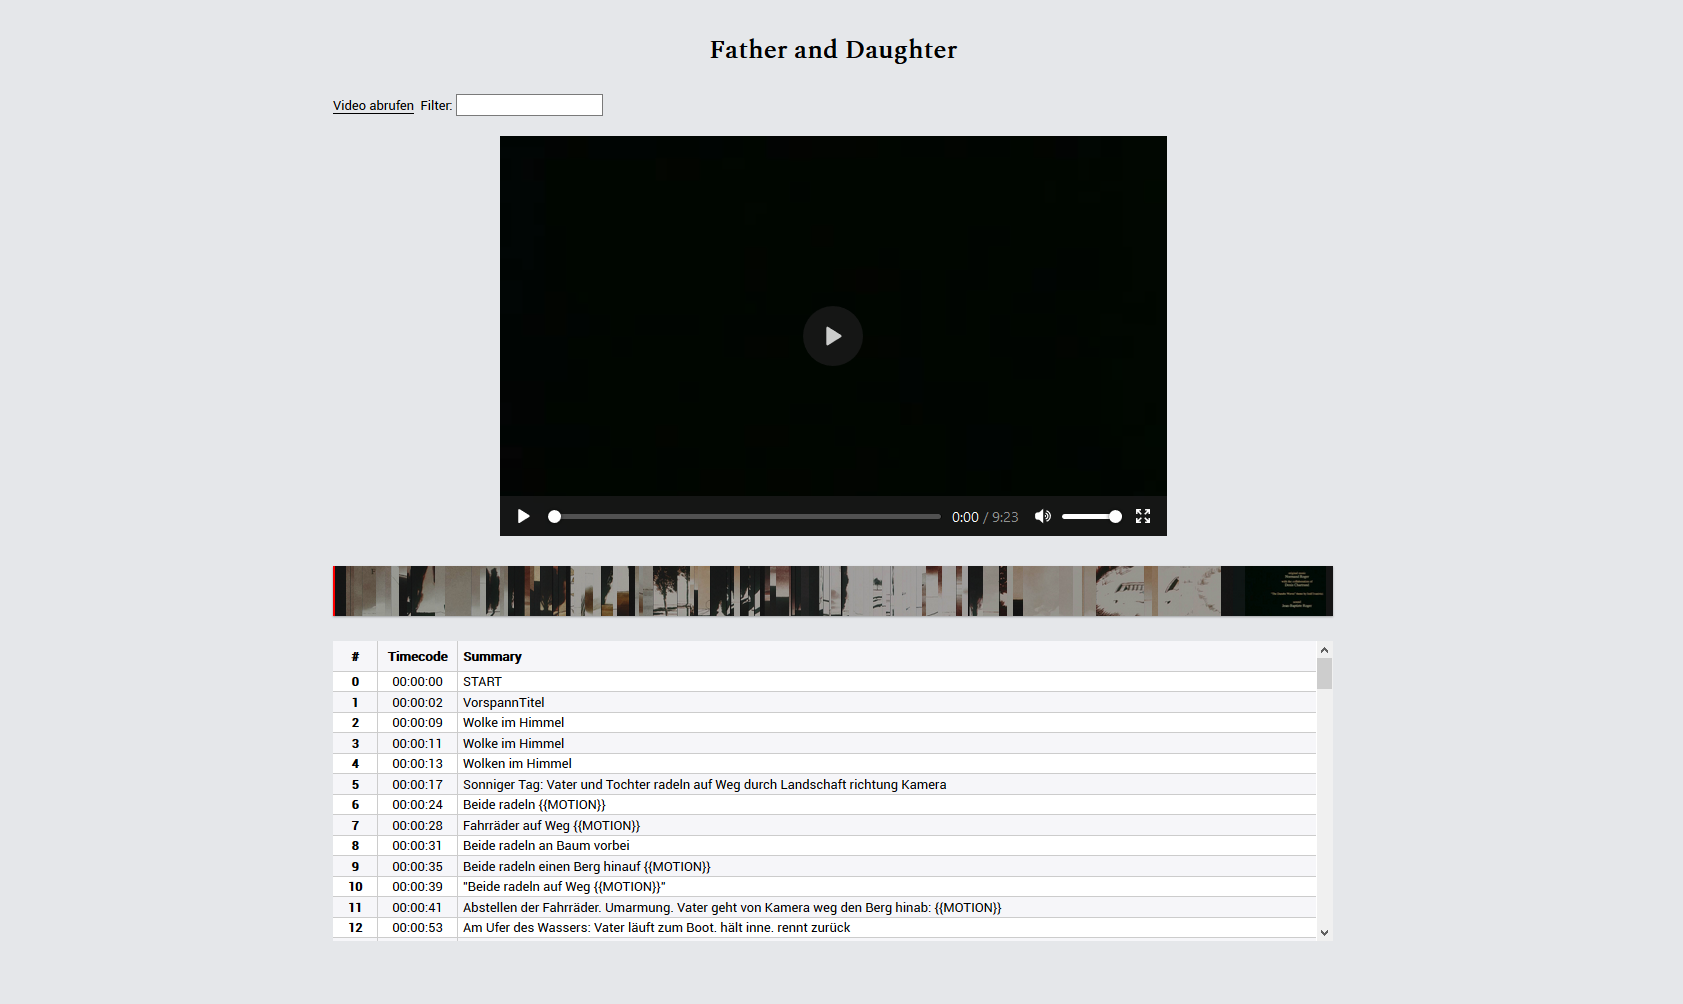 Father and Daughter
Video abrufen Filter:
0:00 / 9:23
# Timecode Summary
0 00:00:00 START
1 00:00:02 VorspannTitel
2 00:00:09 Wolke im Himmel
3 00:00:11 Wolke im Himmel
4 00:00:13 Wolken im Himmel
5 00:00:17 Sonniger Tag: Vater und Tochter radeln auf Weg durch Landschaft richtung Kamera
6 00:00:24 Beide radeln {{MOTION}}
7 00:00:28 Fahrräder auf Weg {{MOTION}}
8 00:00:31 Beide radeln an Baum vorbei
9 00:00:35 Beide radeln einen Berg hinauf {{MOTION}}
10 00:00:39 "Beide radeln auf Weg {{MOTION}}"
11 00:00:41 Abstellen der Fahrräder. Umarmung. Vater geht von Kamera weg den Berg hinab: {{MOTION}}
12 00:00:53 Am Ufer des Wassers: Vater läuft zum Boot. hält inne. rennt zurück